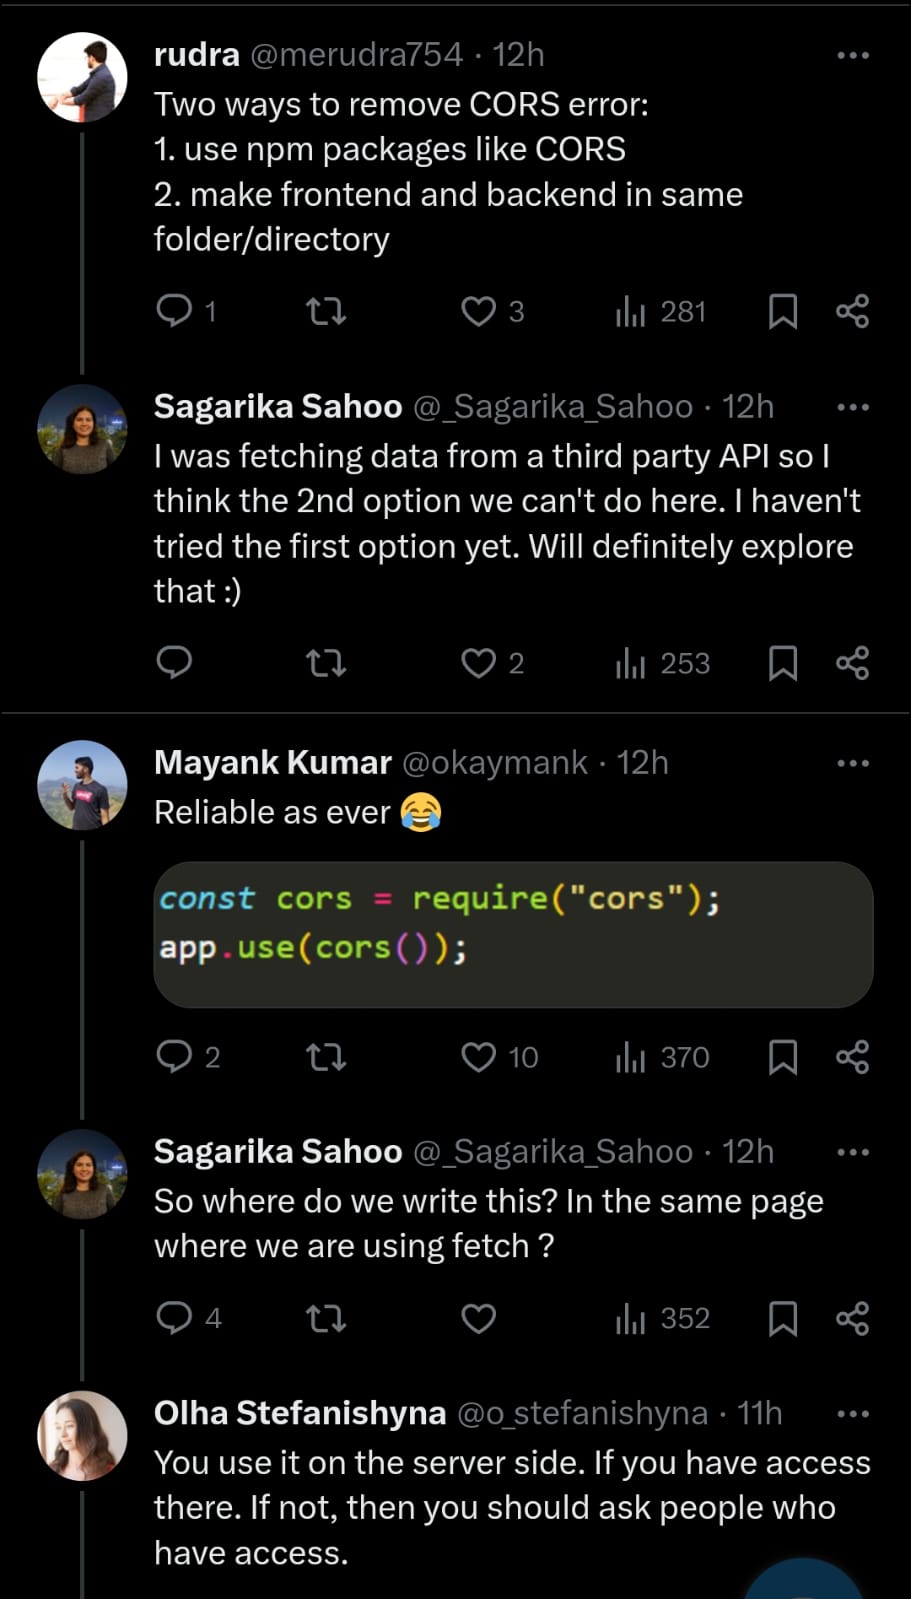 rudra @merudra754 · 12h
Two ways to remove CORS error:
1. use npm packages like CORS
2. make frontend and backend in same
folder/directory
1 3 281
Sagarika Sahoo @_Sagarika_Sahoo · 12h
I was fetching data from a third party API so I
think the 2nd option we can't do here. I haven't
tried the first option yet. Will definitely explore
that :)
2 253
Mayank Kumar @okaymank · 12h
Reliable as ever 😂
const cors = require("cors");
app.use(cors());
2 10 370
Sagarika Sahoo @_Sagarika_Sahoo · 12h
So where do we write this? In the same page
where we are using fetch ?
4 352
Olha Stefanishyna @o_stefanishyna · 11h
You use it on the server side. If you have access
there. If not, then you should ask people who
have access.